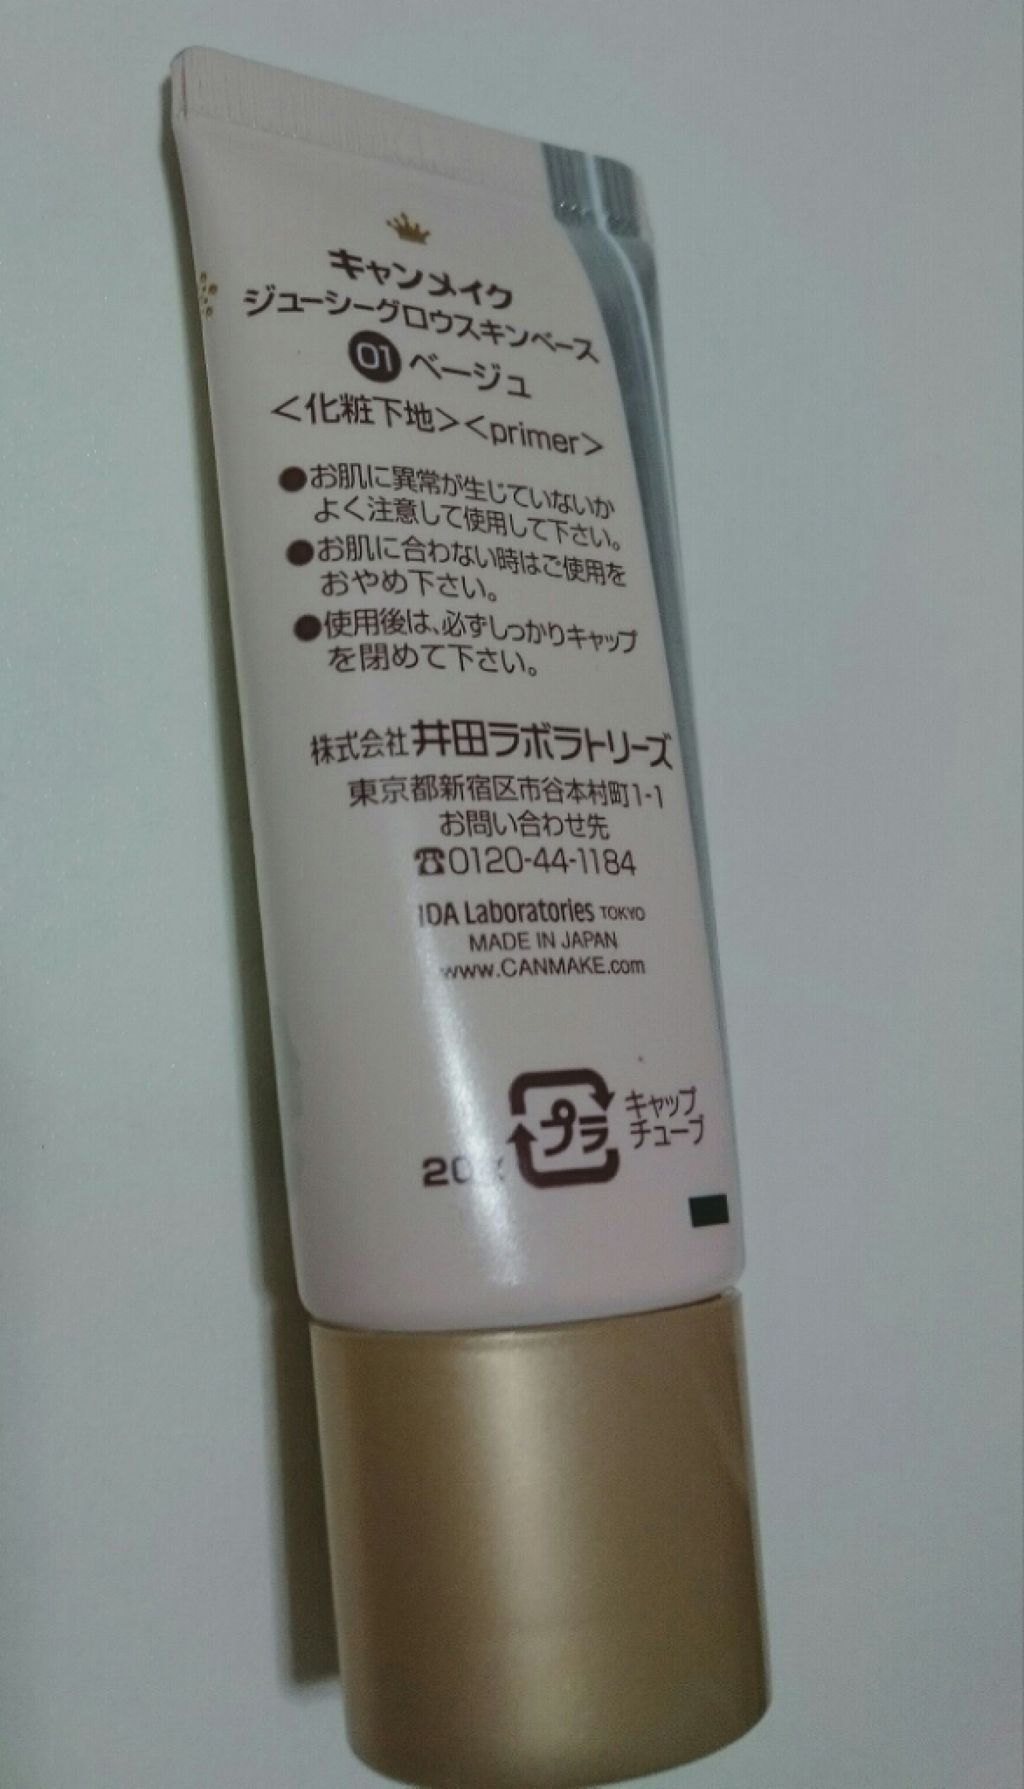 キャンメイク
ジューシーグロウスキンベース
01 ベージュ
＜化粧下地＞＜primer＞
●お肌に異常が生じていないか
よく注意して使用して下さい。
●お肌に合わない時はご使用を
おやめ下さい。
●使用後は、必ずしっかりキャップ
を閉めて下さい。
株式会社 井田ラボラトリーズ
東京都新宿区市谷本村町1-1
お問い合わせ先
☎0120-44-1184
IDA Laboratories TOKYO
MADE IN JAPAN
www.CANMAKE.com
プラ
キャップ
チューブ